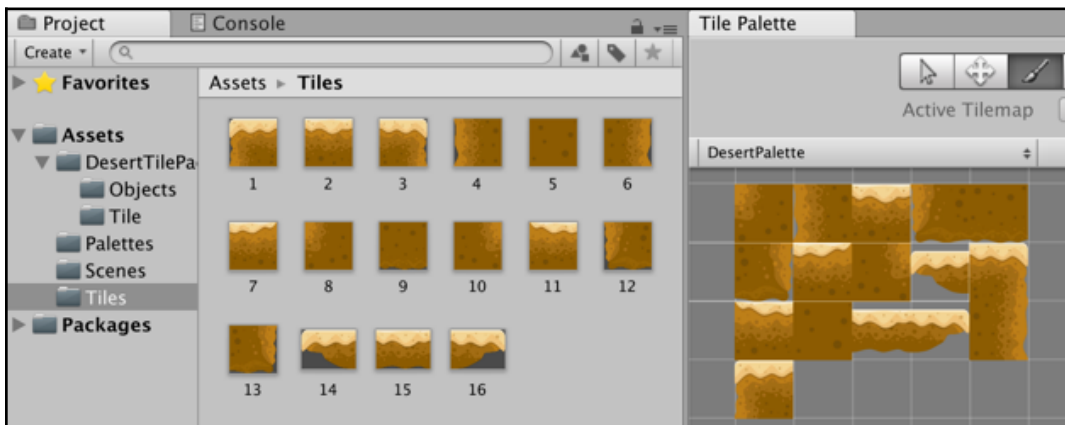 Project
Console
Tile Palette
Create
Favorites
Assets ▸ Tiles
Active Tilemap
Assets
DesertTilePa
DesertPalette
Objects
1 2 3 4 5 6
Tile
Palettes
Scenes
7 8 9 10 11 12
Tiles
Packages
13 14 15 16